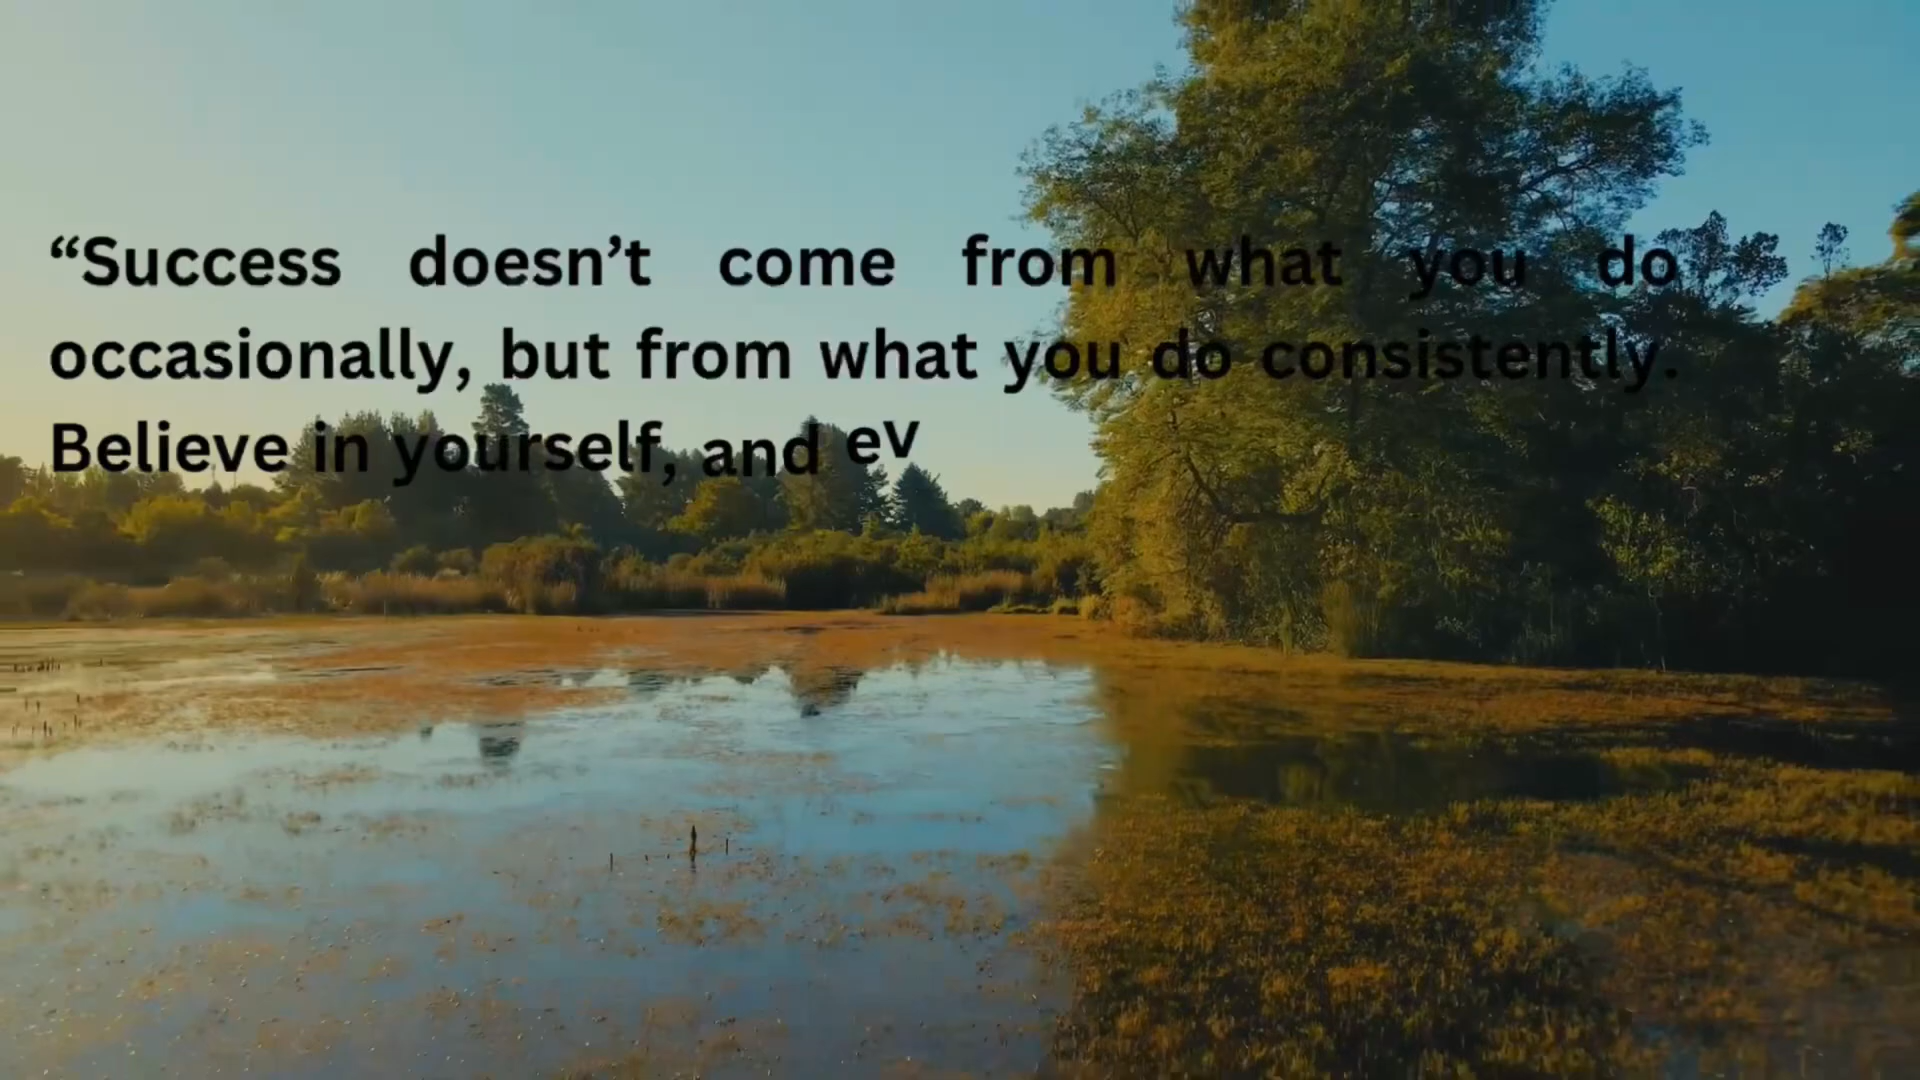 “Success doesn’t come from what you do
occasionally, but from what you do consistently.
Believe in yourself, and ev